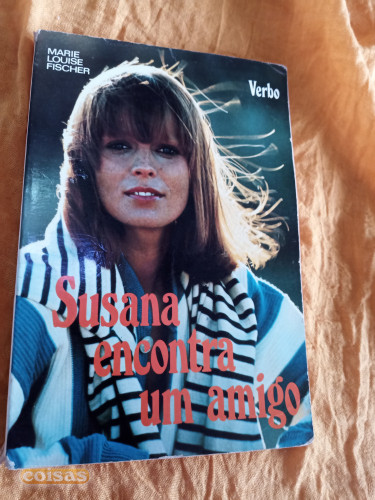 MARIE
LOUISE
FISCHER
Verbo
Susana
encontra
um amigo
coisas